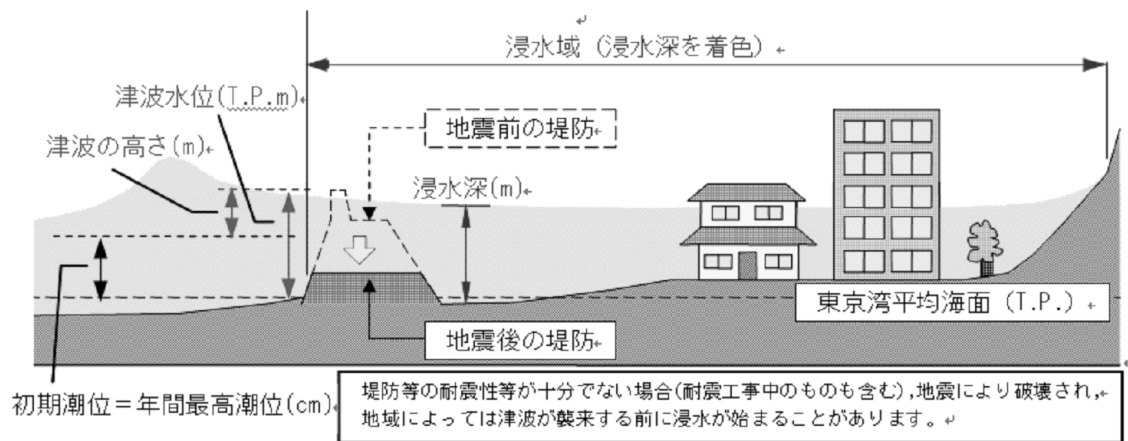 浸水域（浸水深を着色）
津波水位(T.P.m)
地震前の堤防
津波の高さ(m)
浸水深(m)
東京湾平均海面（T.P.）
地震後の堤防
初期潮位＝年間最高潮位(cm)
堤防等の耐震性等が十分でない場合(耐震工事中のものも含む),地震により破壊され,
地域によっては津波が襲来する前に浸水が始まることがあります。